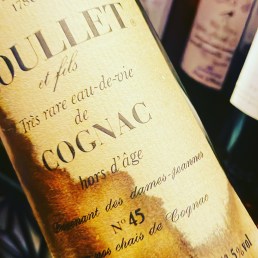 OULLET
et fils
Très rare eau-de-vie
de
COGNAC
hors d'âge
des dames-jeannes
No 45
chais de Cognac